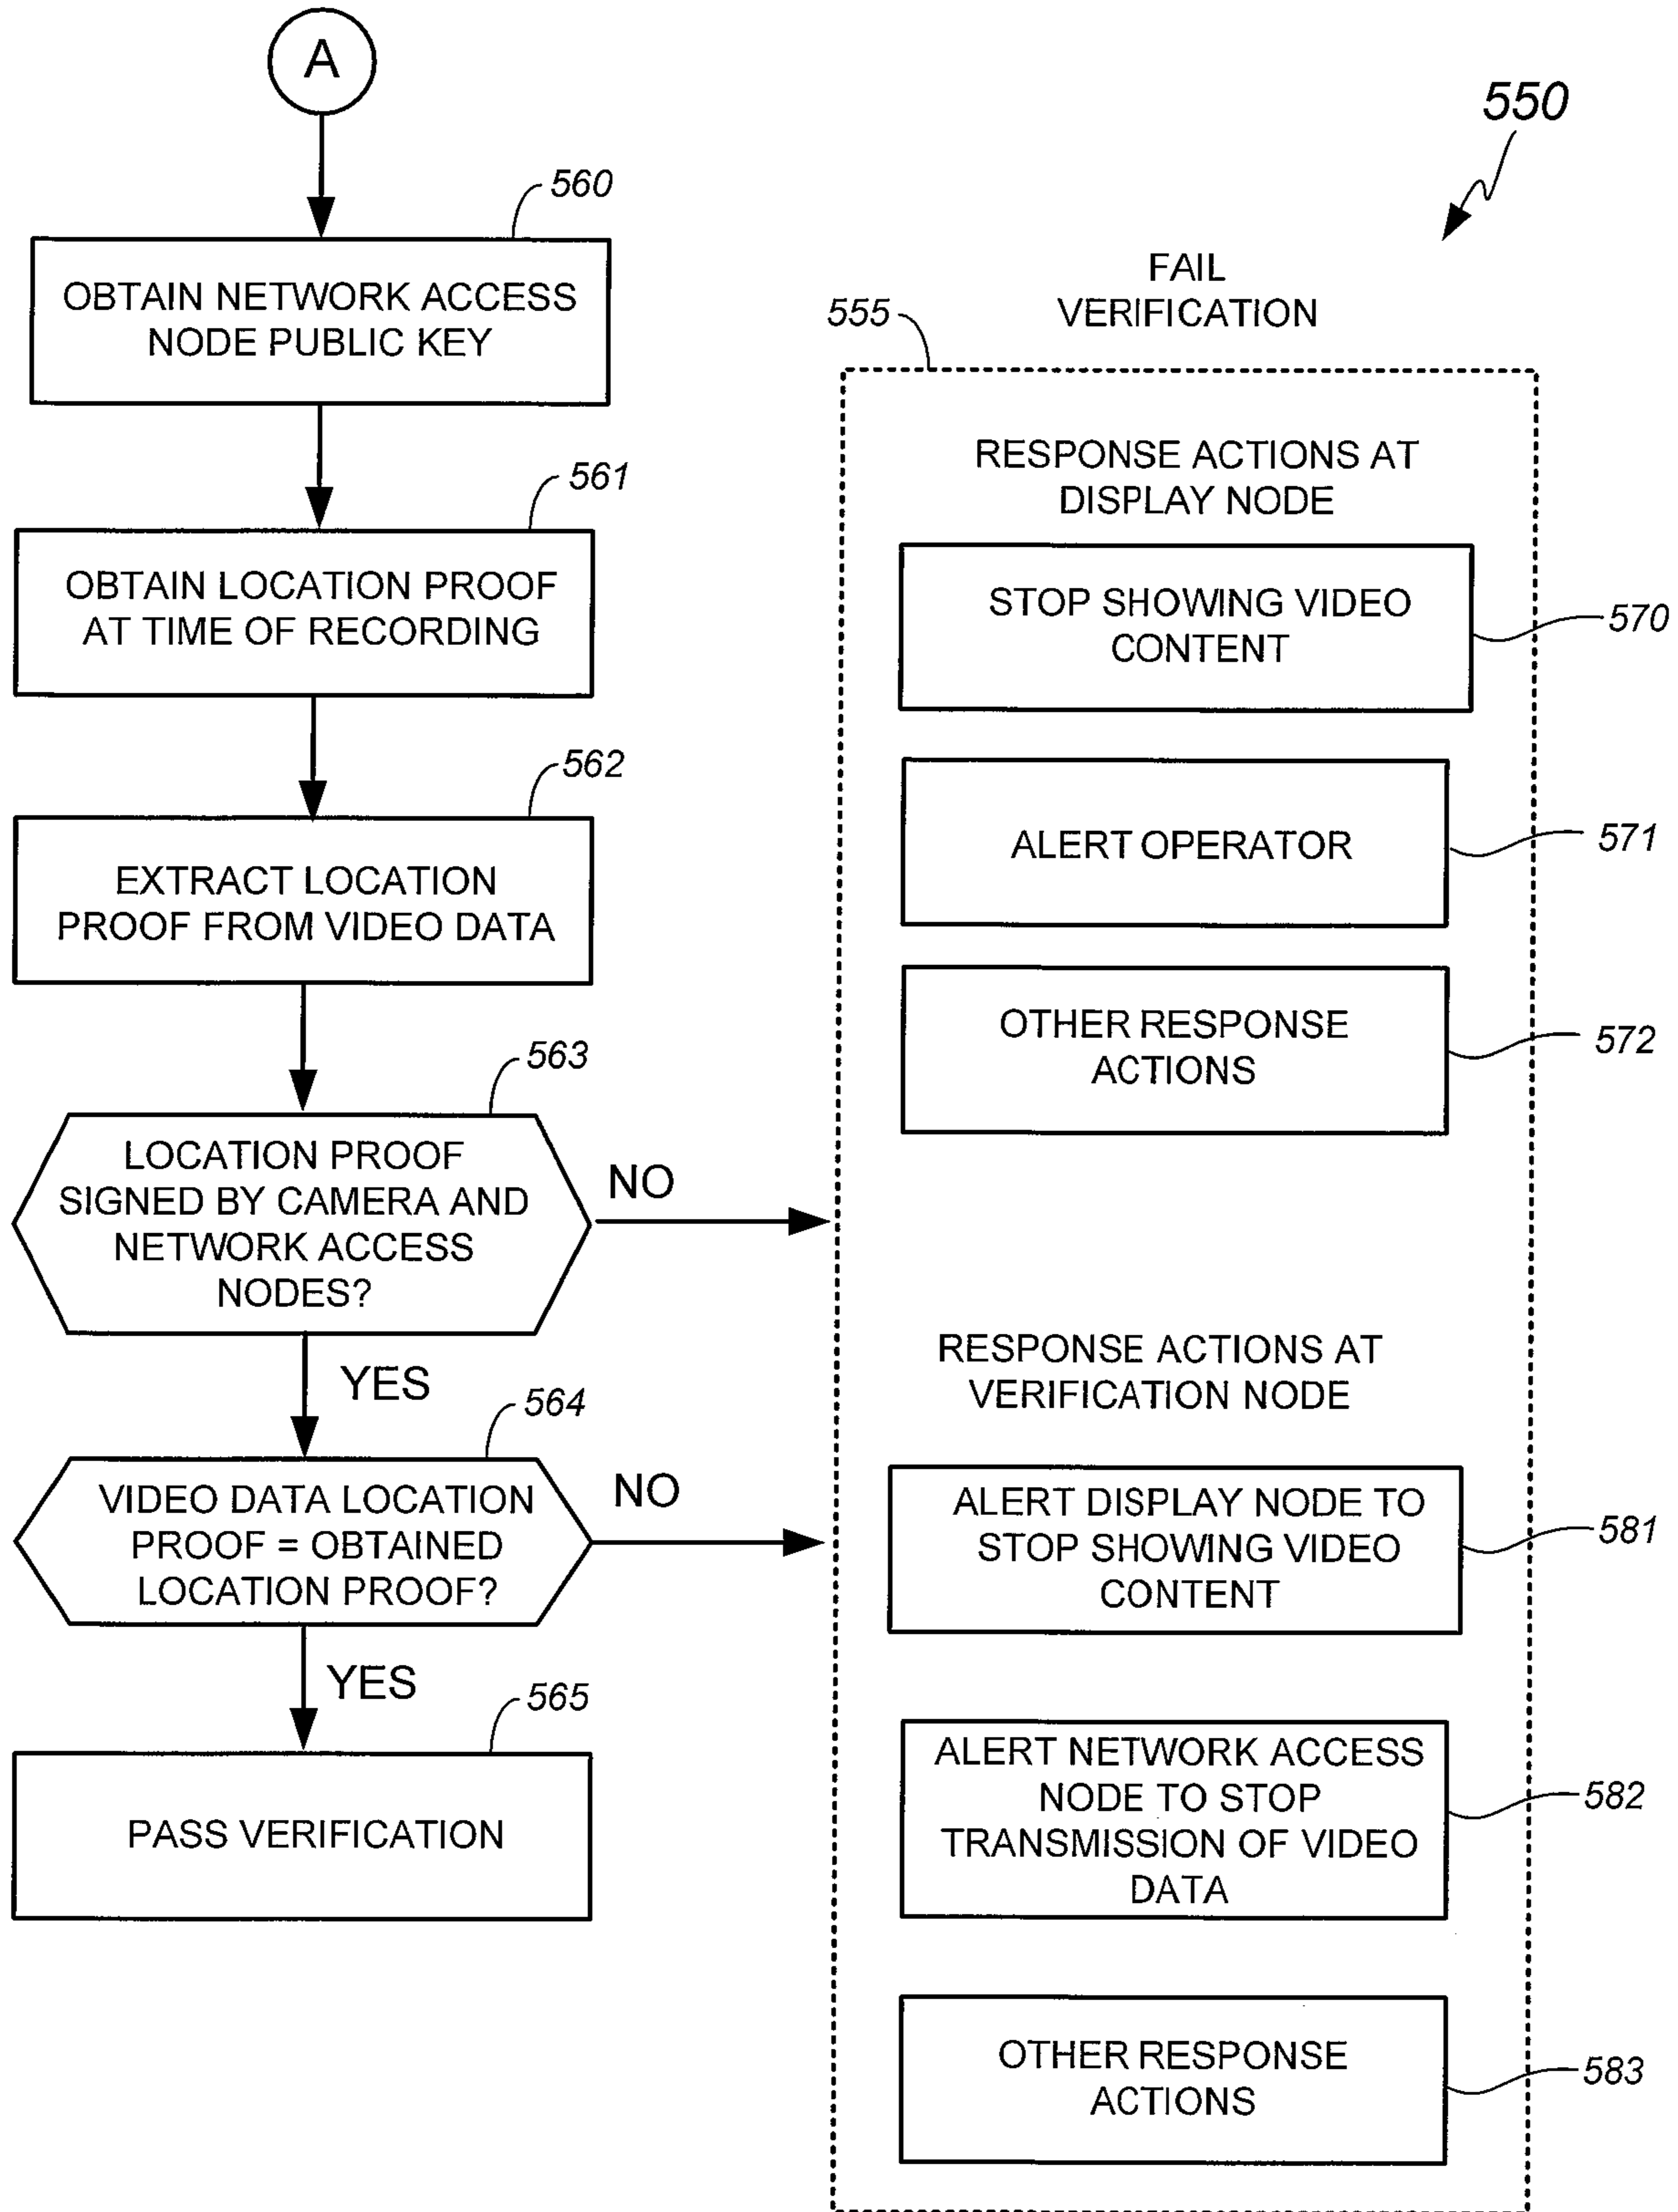 A
550
560
OBTAIN NETWORK ACCESS
NODE PUBLIC KEY
561
OBTAIN LOCATION PROOF
AT TIME OF RECORDING
562
EXTRACT LOCATION
PROOF FROM VIDEO DATA
563
LOCATION PROOF
SIGNED BY CAMERA AND
NETWORK ACCESS
NODES?
NO
YES
564
VIDEO DATA LOCATION
PROOF = OBTAINED
LOCATION PROOF?
NO
YES
565
PASS VERIFICATION
FAIL
VERIFICATION
555
RESPONSE ACTIONS AT
DISPLAY NODE
STOP SHOWING VIDEO
CONTENT
570
ALERT OPERATOR
571
OTHER RESPONSE
ACTIONS
572
RESPONSE ACTIONS AT
VERIFICATION NODE
ALERT DISPLAY NODE TO
STOP SHOWING VIDEO
CONTENT
581
ALERT NETWORK ACCESS
NODE TO STOP
TRANSMISSION OF VIDEO
DATA
582
OTHER RESPONSE
ACTIONS
583